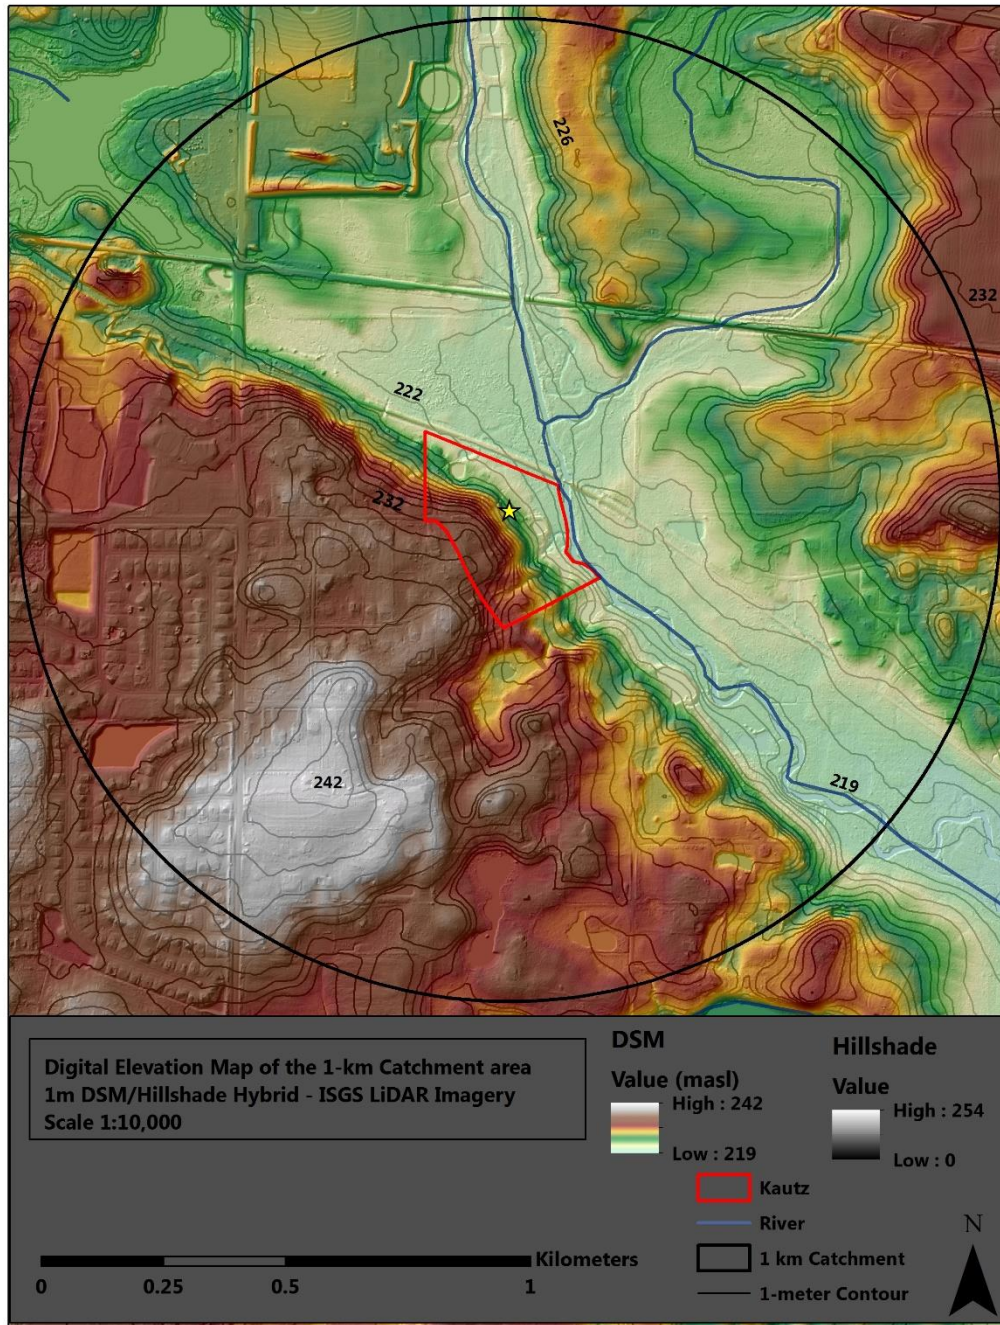 226
232
222
232
242
219
Digital Elevation Map of the 1-km Catchment area
1m DSM/Hillshade Hybrid - ISGS LiDAR Imagery
Scale 1:10,000
DSM
Value (masl)
High : 242
Low : 219
Hillshade
Value
High : 254
Low : 0
Kautz
River
1 km Catchment
1-meter Contour
N
Kilometers
0 0.25 0.5 1